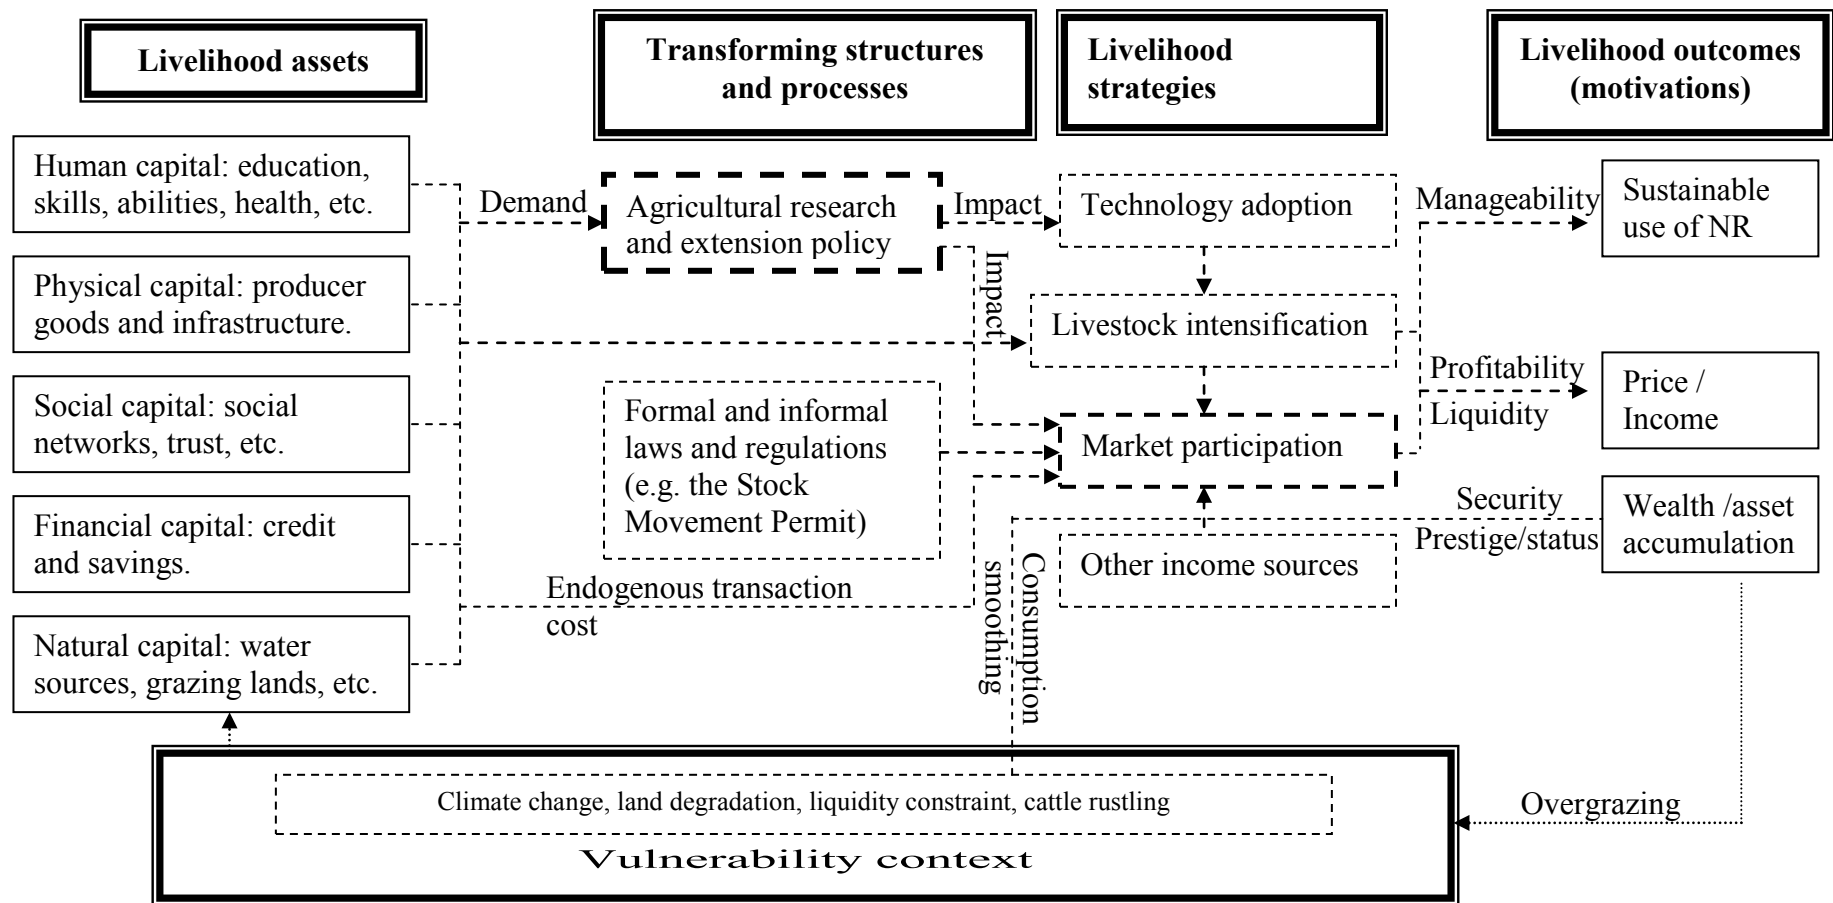 Livelihood assets
Transforming structures
and processes
Livelihood
strategies
Livelihood outcomes
(motivations)
Human capital: education,
skills, abilities, health, etc.
Physical capital: producer
goods and infrastructure.
Social capital: social
networks, trust, etc.
Financial capital: credit
and savings.
Natural capital: water
sources, grazing lands, etc.
Demand
Agricultural research
and extension policy
Impact
Impact
Formal and informal
laws and regulations
(e.g. the Stock
Movement Permit)
Endogenous transaction
cost
Technology adoption
Livestock intensification
Market participation
Other income sources
Consumption
smoothing
Manageability
Profitability
Liquidity
Security
Prestige/status
Sustainable
use of NR
Price /
Income
Wealth /asset
accumulation
Overgrazing
Climate change, land degradation, liquidity constraint, cattle rustling
Vulnerability context